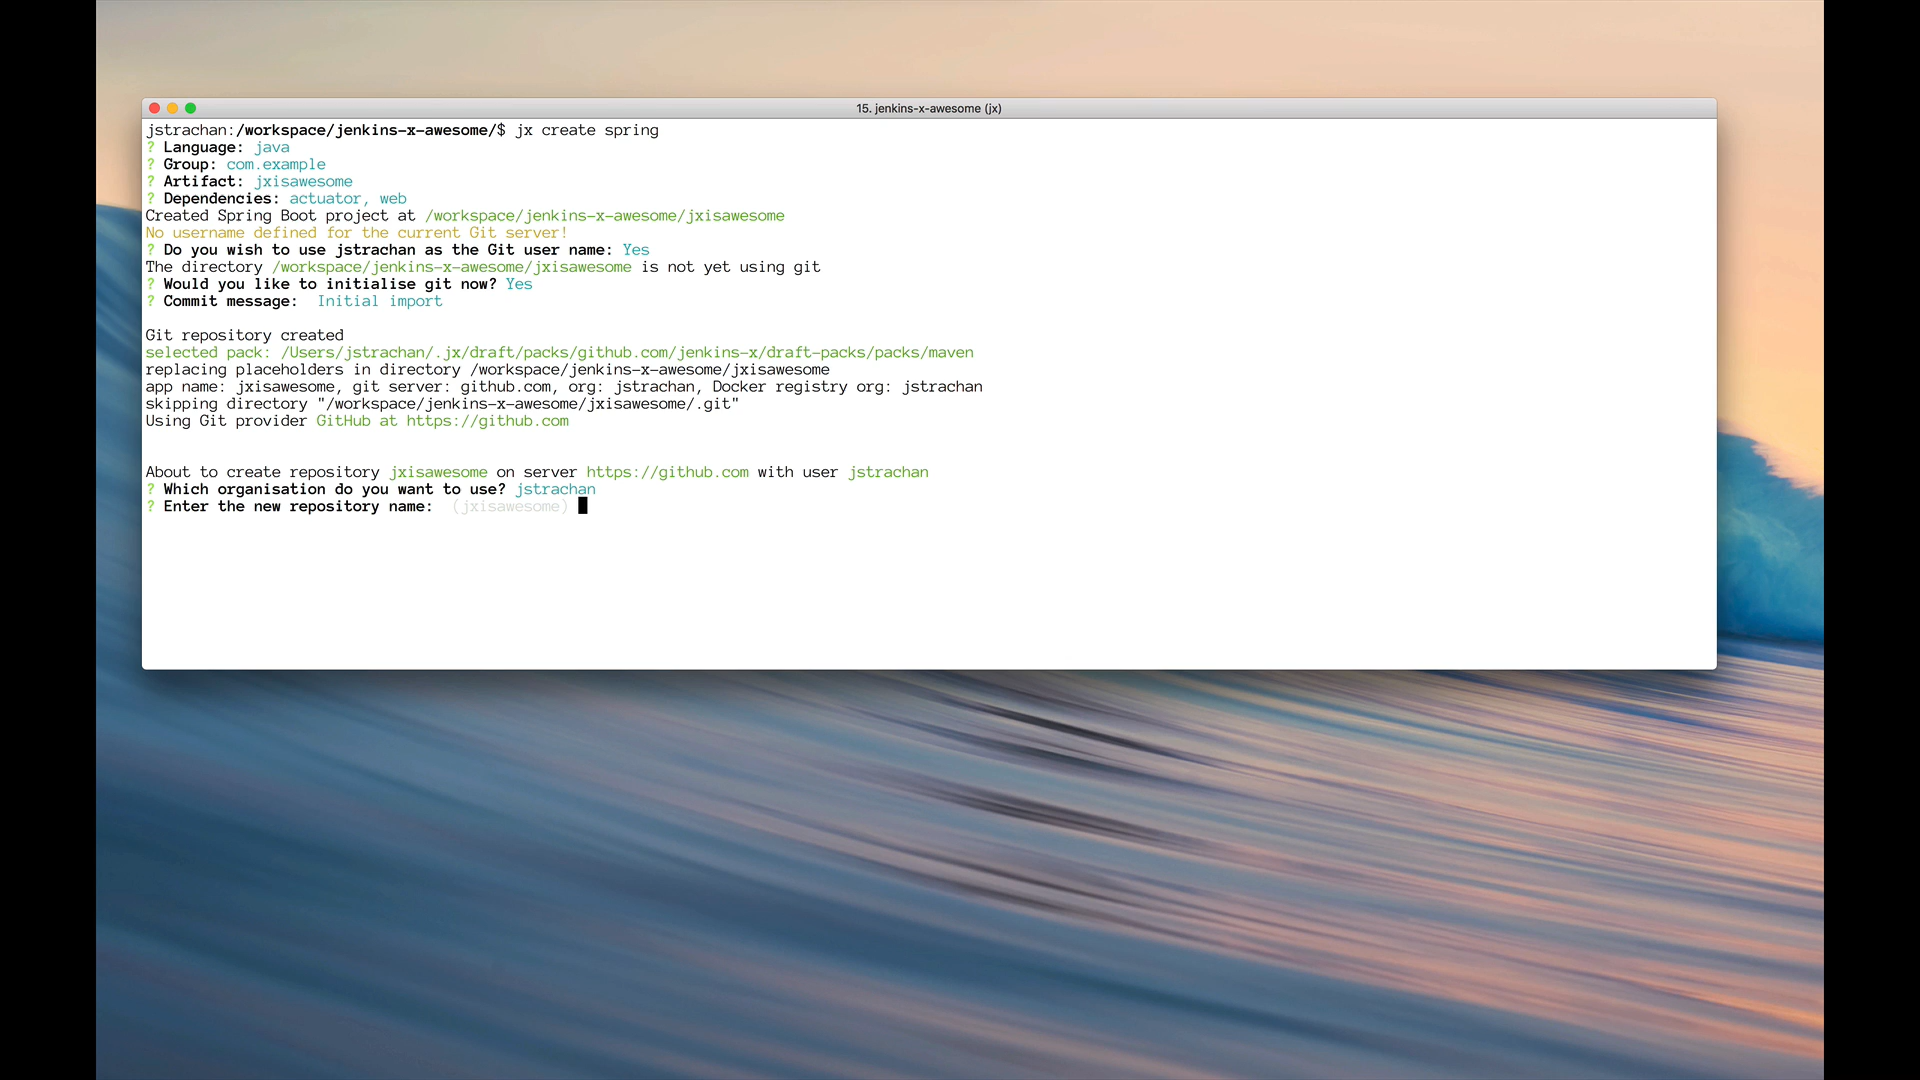 15. jenkins-x-awesome (jx)
jstrachan:/workspace/jenkins-x-awesome/$ jx create spring
? Language: java
? Group: com.example
? Artifact: jxisawesome
? Dependencies: actuator, web
Created Spring Boot project at /workspace/jenkins-x-awesome/jxisawesome
No username defined for the current Git server!
? Do you wish to use jstrachan as the Git user name: Yes
The directory /workspace/jenkins-x-awesome/jxisawesome is not yet using git
? Would you like to initialise git now? Yes
? Commit message:  Initial import
Git repository created
selected pack: /Users/jstrachan/.jx/draft/packs/github.com/jenkins-x/draft-packs/packs/maven
replacing placeholders in directory /workspace/jenkins-x-awesome/jxisawesome
app name: jxisawesome, git server: github.com, org: jstrachan, Docker registry org: jstrachan
skipping directory "/workspace/jenkins-x-awesome/jxisawesome/.git"
Using Git provider GitHub at https://github.com
About to create repository jxisawesome on server https://github.com with user jstrachan
? Which organisation do you want to use? jstrachan
? Enter the new repository name:  (jxisawesome)